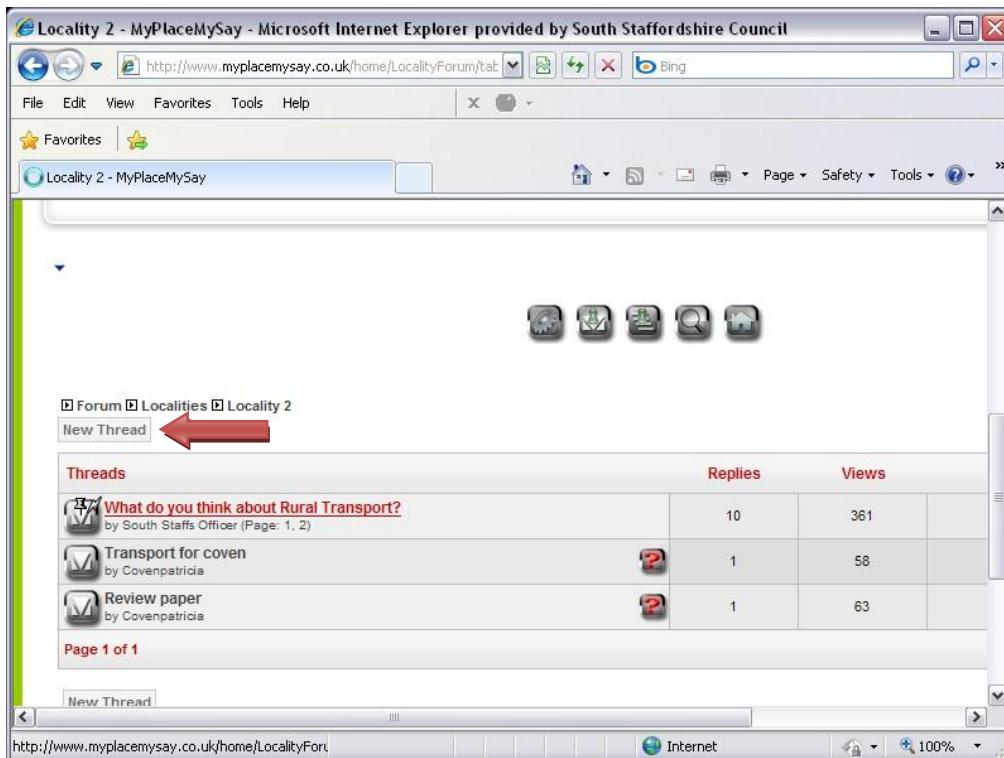 Locality 2 - MyPlaceMySay - Microsoft Internet Explorer provided by South Staffordshire Council
http://www.myplacemysay.co.uk/home/LocalityForum/tab
Bing
File Edit View Favorites Tools Help
X
Favorites
Locality 2 - MyPlaceMySay
Page Safety Tools
Forum Localities Locality 2
New Thread
Threads Replies Views
What do you think about Rural Transport? 10 361
by South Staffs Officer (Page: 1, 2)
Transport for coven 1 58
by Covenpatricia
Review paper 1 63
by Covenpatricia
Page 1 of 1
New Thread
http://www.myplacemysay.co.uk/home/LocalityForu Internet 100%